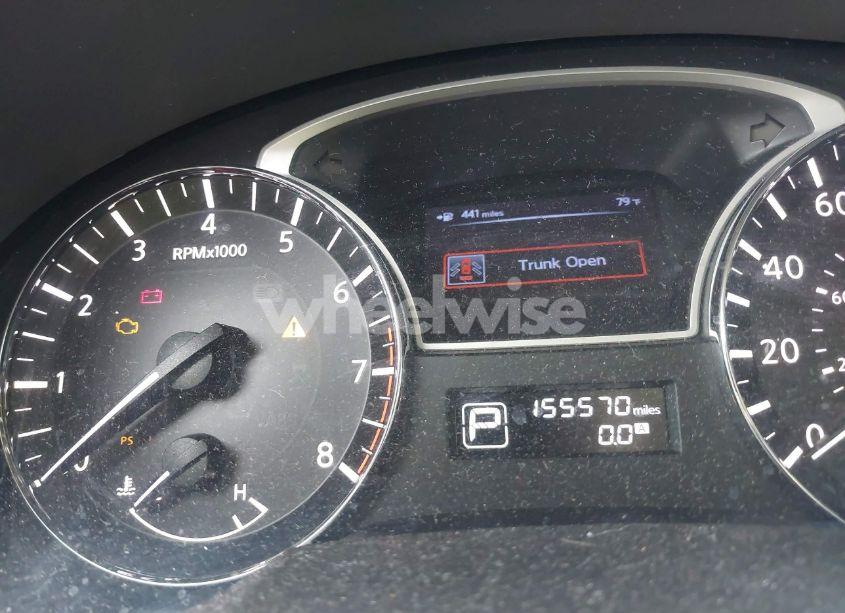 441 miles
79 °F
Trunk Open
wheelwise
RPMx1000
0
1
2
3
4
5
6
7
8
PS
H
P
155570 miles
0.0 A
0
20
40
60